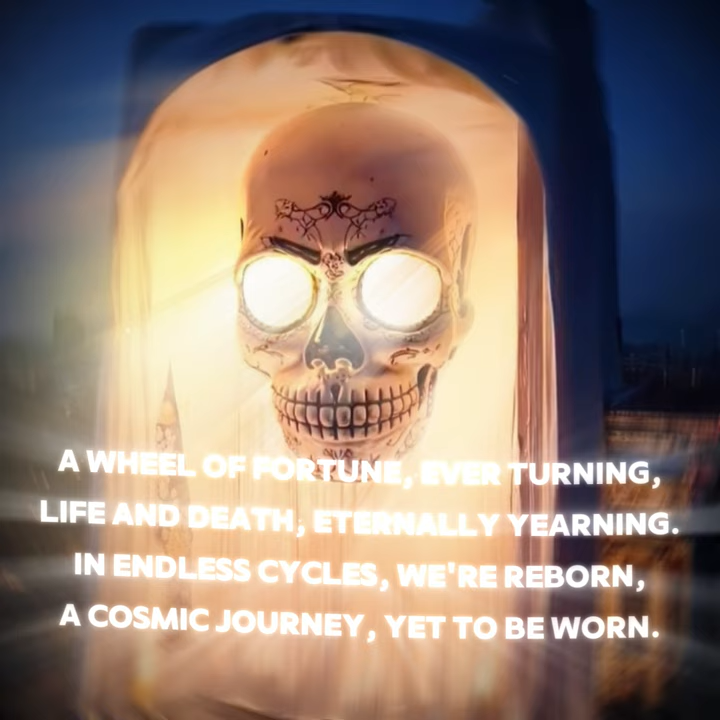 A WHEEL OF FORTUNE, EVER TURNING,
LIFE AND DEATH, ETERNALLY YEARNING.
IN ENDLESS CYCLES, WE'RE REBORN,
A COSMIC JOURNEY, YET TO BE WORN.